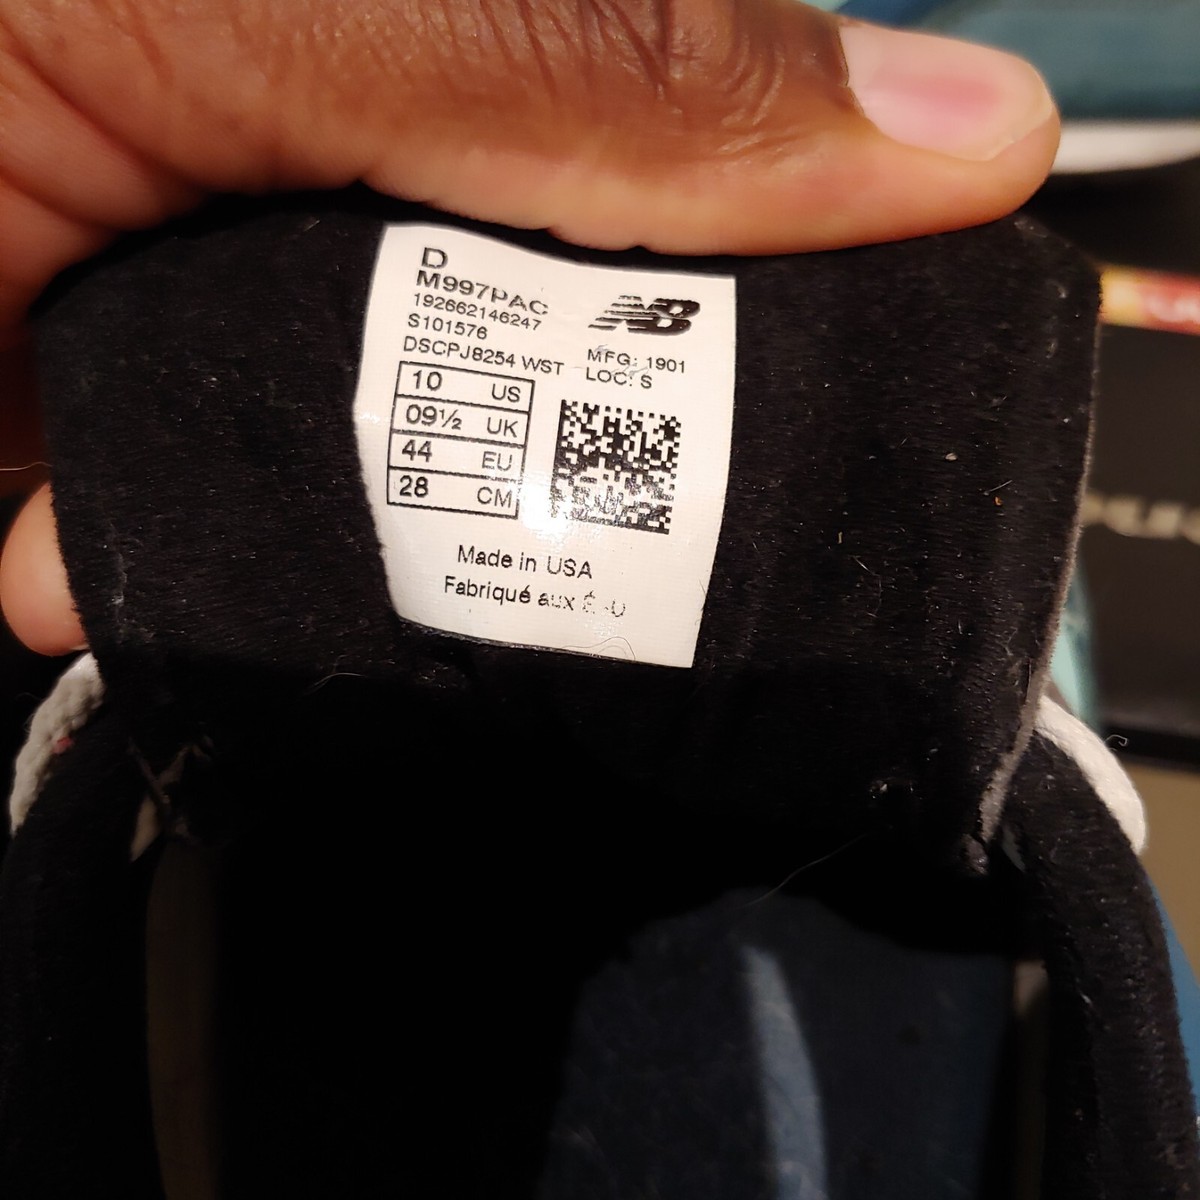 D
M997PAC
192662146247
S101576
DSCPJ8254 WST
NB
MFG: 1901
LOC: S
10 US
09½ UK
44 EU
28 CM
Made in USA
Fabriqué aux É.-U